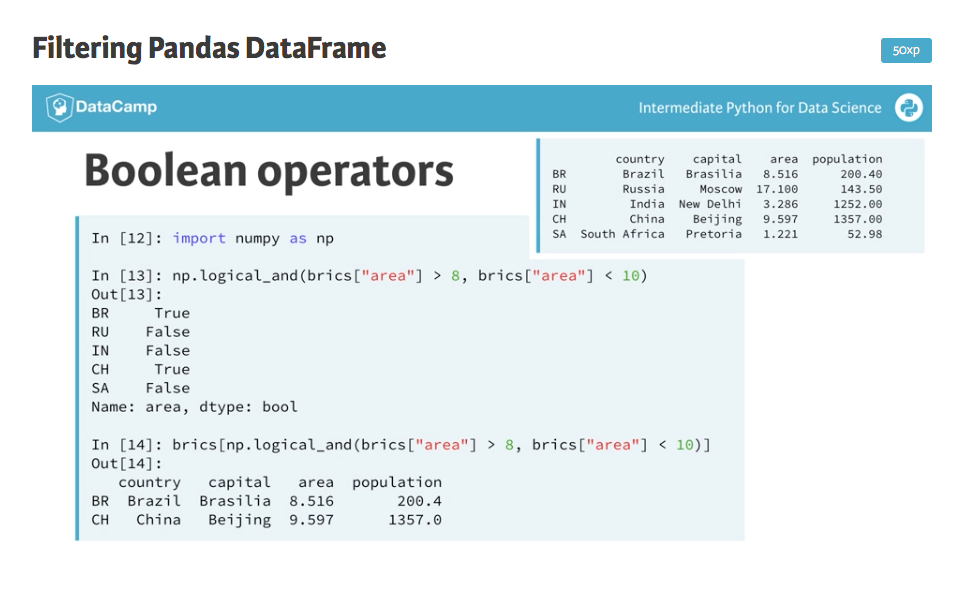 Filtering Pandas DataFrame
50xp
DataCamp
Intermediate Python for Data Science
Boolean operators
country capital area population
BR Brazil Brasilia 8.516 200.40
RU Russia Moscow 17.100 143.50
IN India New Delhi 3.286 1252.00
CH China Beijing 9.597 1357.00
SA South Africa Pretoria 1.221 52.98
In [12]: import numpy as np
In [13]: np.logical_and(brics["area"] > 8, brics["area"] < 10)
Out[13]:
BR True
RU False
IN False
CH True
SA False
Name: area, dtype: bool
In [14]: brics[np.logical_and(brics["area"] > 8, brics["area"] < 10)]
Out[14]:
country capital area population
BR Brazil Brasilia 8.516 200.4
CH China Beijing 9.597 1357.0